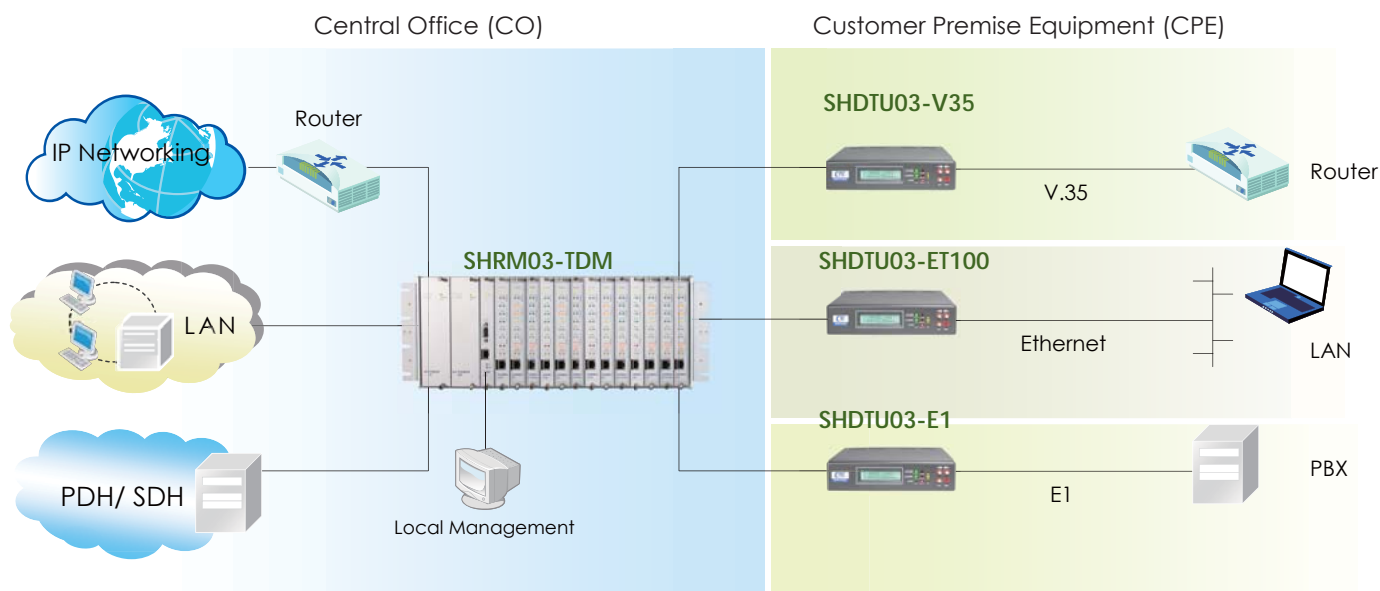 Central Office (CO)
Customer Premise Equipment (CPE)
IP Networking
Router
SHDTU03-V35
V.35
Router
LAN
SHRM03-TDM
SHDTU03-ET100
Ethernet
LAN
PDH/ SDH
Local Management
SHDTU03-E1
E1
PBX